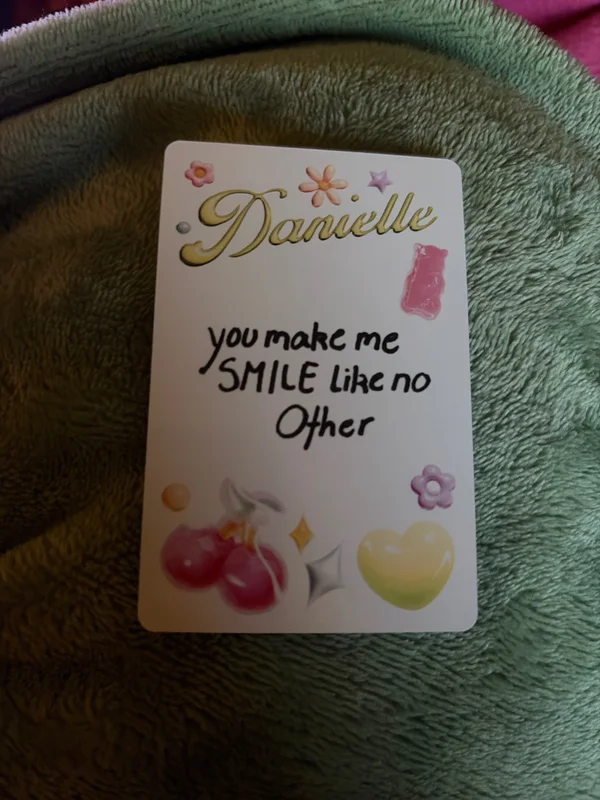 Danielle
you make me
SMILE Like no
Other